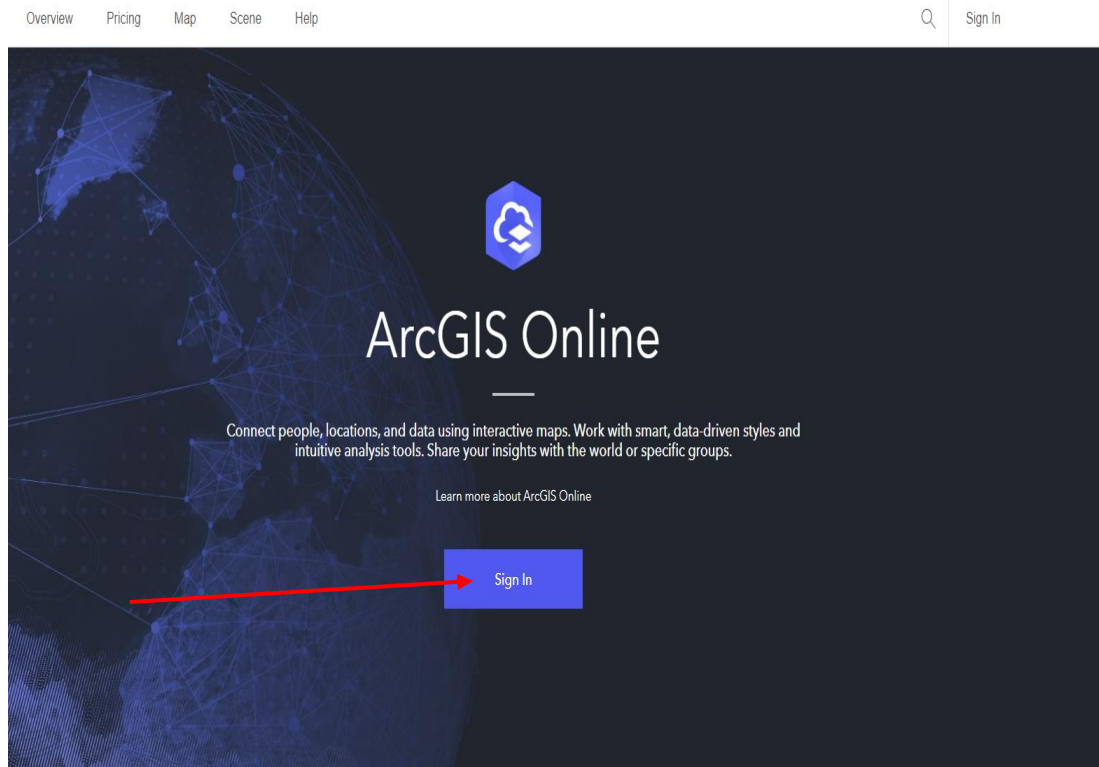 Overview Pricing Map Scene Help Sign In
ArcGIS Online
Connect people, locations, and data using interactive maps. Work with smart, data-driven styles and
intuitive analysis tools. Share your insights with the world or specific groups.
Learn more about ArcGIS Online
Sign In